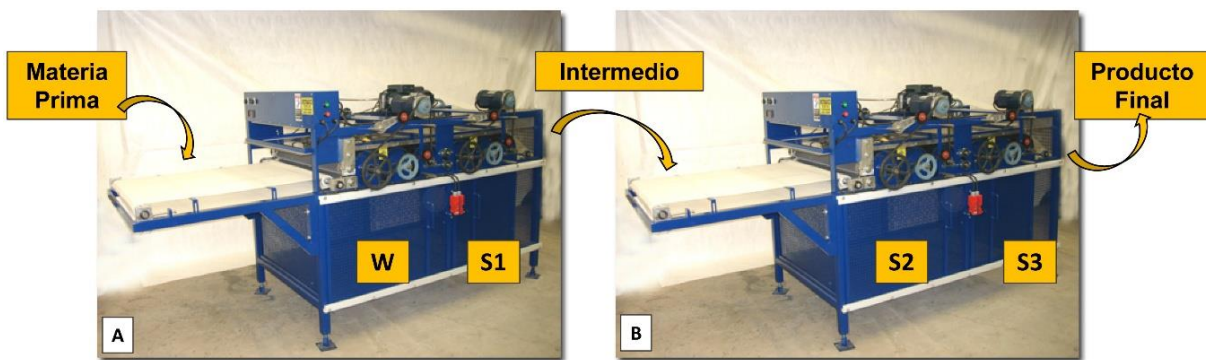 Materia
Prima
Intermedio
Producto
Final
W
S1
S2
S3
A
B